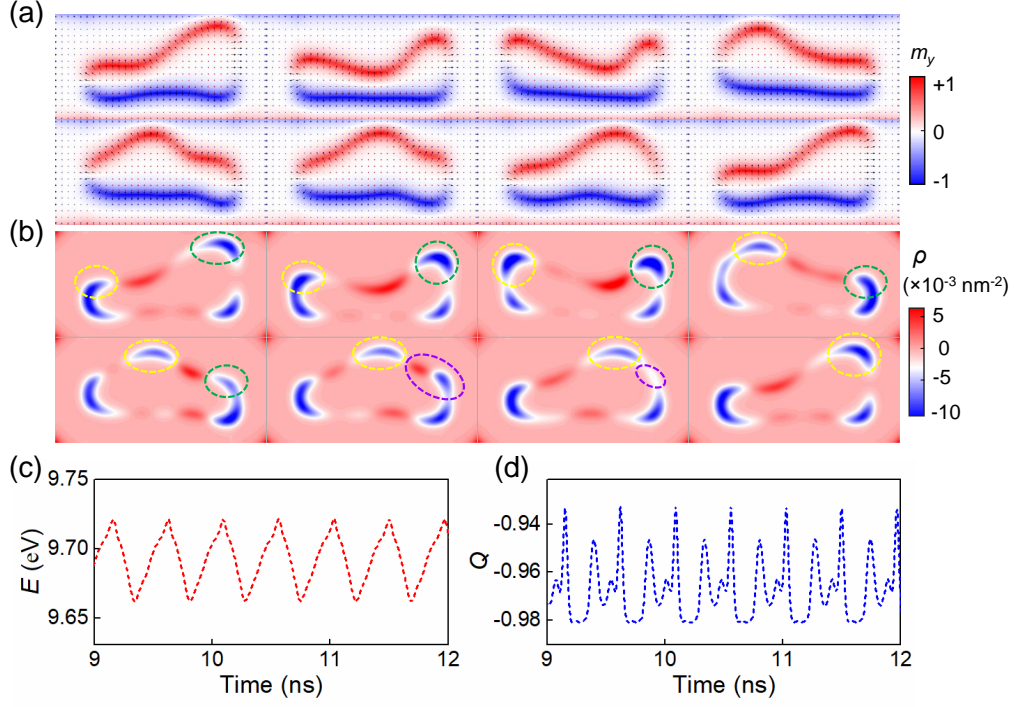 (a)
m_y
+1
0
-1
(b)
ρ
(×10⁻³ nm⁻²)
5
0
-5
-10
(c)
9.75
9.70
9.65
E (eV)
9
10
11
12
Time (ns)
(d)
-0.94
-0.96
-0.98
Q
9
10
11
12
Time (ns)